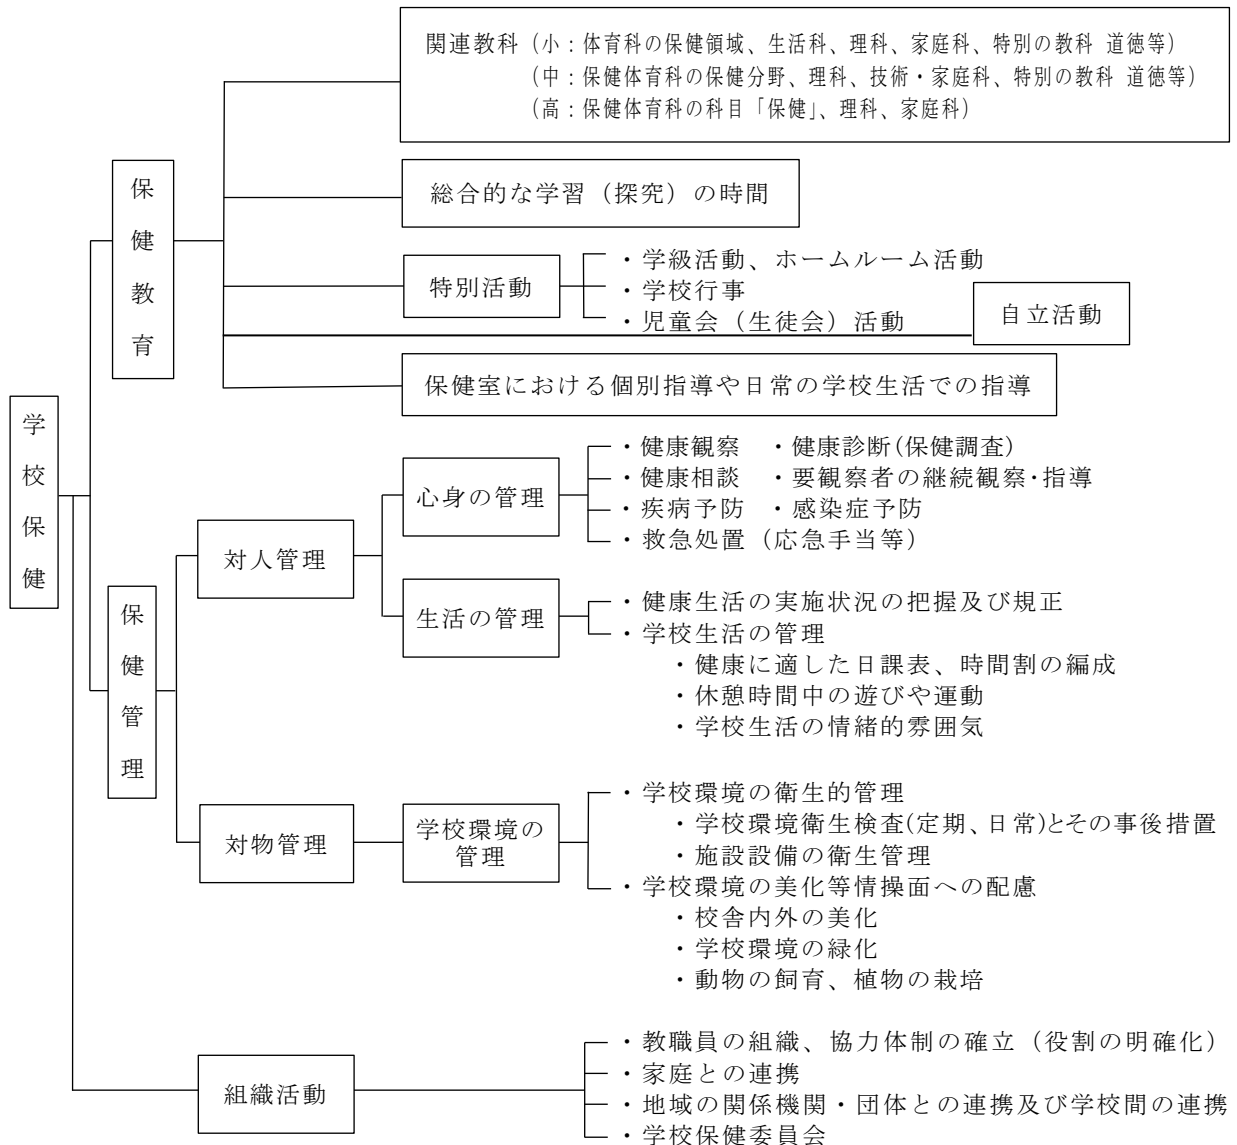 関連教科（小：体育科の保健領域、生活科、理科、家庭科、特別の教科 道徳等）
（中：保健体育科の保健分野、理科、技術・家庭科、特別の教科 道徳等）
（高：保健体育科の科目「保健」、理科、家庭科）
保健教育
総合的な学習（探究）の時間
特別活動
・学級活動、ホームルーム活動
・学校行事
・児童会（生徒会）活動
自立活動
保健室における個別指導や日常の学校生活での指導
学校保健
心身の管理
・健康観察　・健康診断(保健調査)
・健康相談　・要観察者の継続観察･指導
・疾病予防　・感染症予防
・救急処置（応急手当等）
対人管理
生活の管理
・健康生活の実施状況の把握及び規正
・学校生活の管理
・健康に適した日課表、時間割の編成
・休憩時間中の遊びや運動
・学校生活の情緒的雰囲気
保健管理
対物管理
学校環境の
管理
・学校環境の衛生的管理
・学校環境衛生検査(定期、日常)とその事後措置
・施設設備の衛生管理
・学校環境の美化等情操面への配慮
・校舎内外の美化
・学校環境の緑化
・動物の飼育、植物の栽培
組織活動
・教職員の組織、協力体制の確立（役割の明確化）
・家庭との連携
・地域の関係機関・団体との連携及び学校間の連携
・学校保健委員会